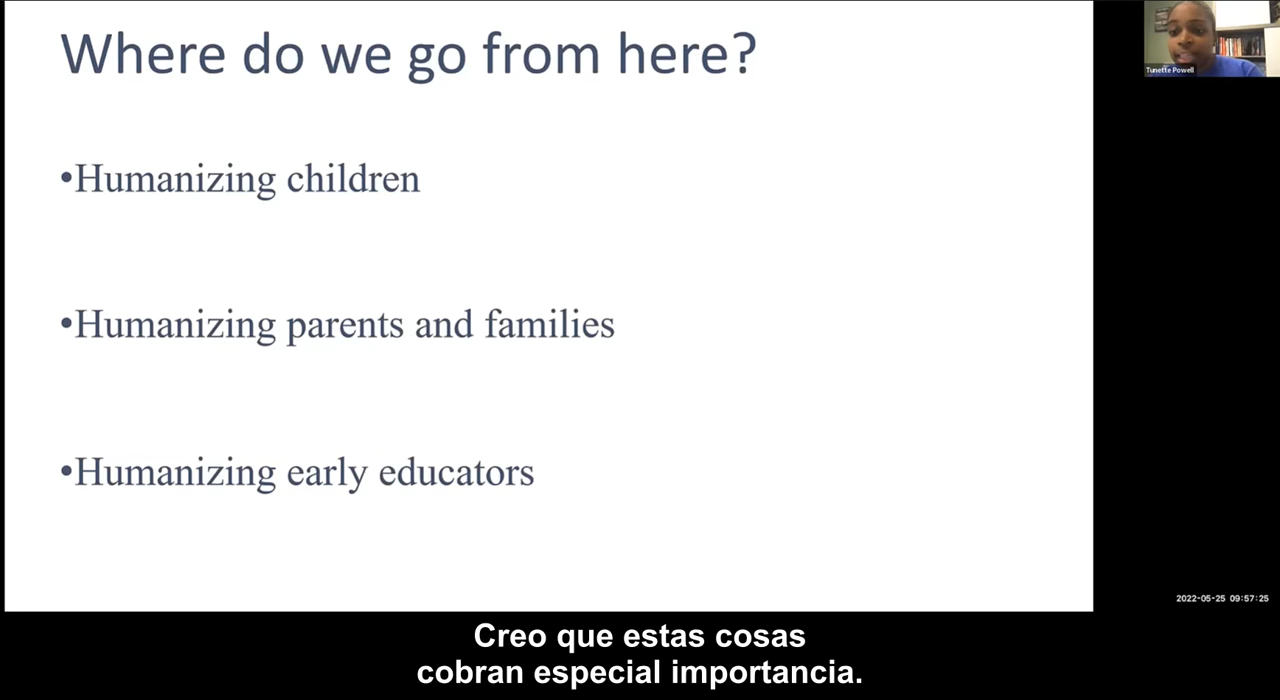 Where do we go from here?
•Humanizing children
•Humanizing parents and families
•Humanizing early educators
Tunette Powell
2022-05-25 09:57:25
Creo que estas cosas
cobran especial importancia.